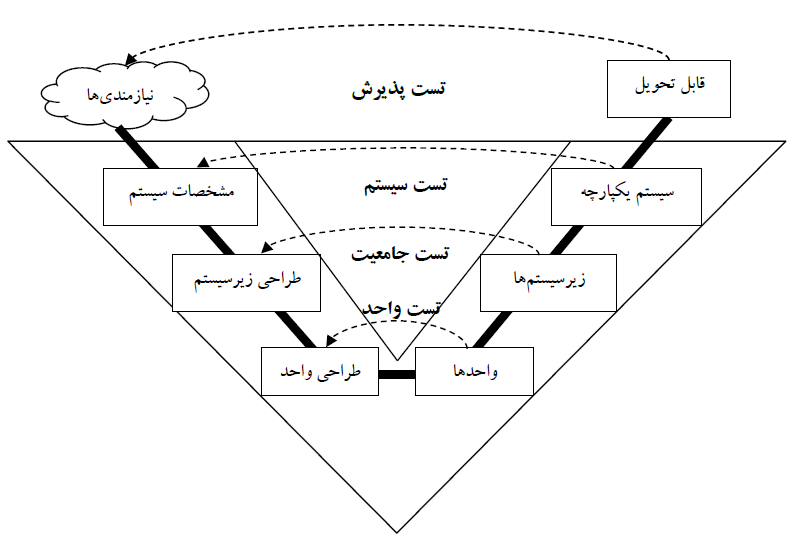 قابل تحویل
تست پذیرش
نیازمندی‌ها
سیستم یکپارچه
تست سیستم
مشخصات سیستم
زیرسیستم‌ها
تست جامعیت
طراحی زیرسیستم
تست واحد
واحدها
طراحی واحد